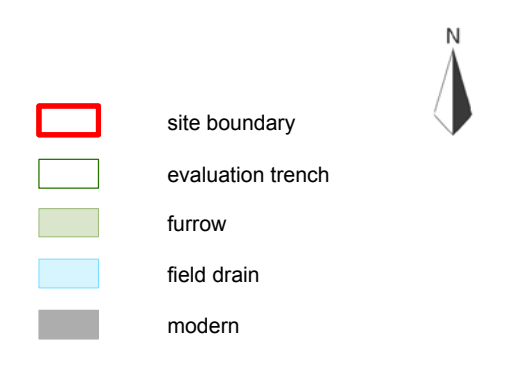 N
site boundary
evaluation trench
furrow
field drain
modern